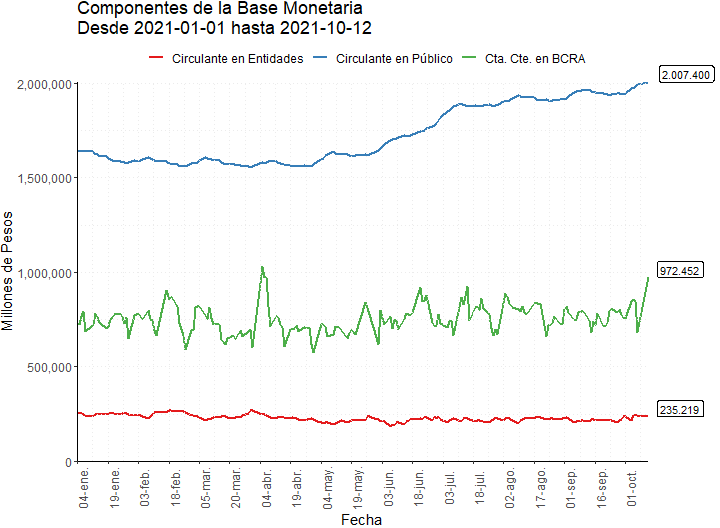 Componentes de la Base Monetaria
Desde 2021-01-01 hasta 2021-10-12
Circulante en Entidades Circulante en Público Cta. Cte. en BCRA
2.007.400
2,000,000
1,500,000
1,000,000
972.452
500,000
235.219
0
Millones de Pesos
04-ene. 19-ene. 03-feb. 18-feb. 05-mar. 20-mar. 04-abr. 19-abr. 04-may. 19-may. 03-jun. 18-jun. 03-jul. 18-jul. 02-ago. 17-ago. 01-sep. 16-sep. 01-oct.
Fecha